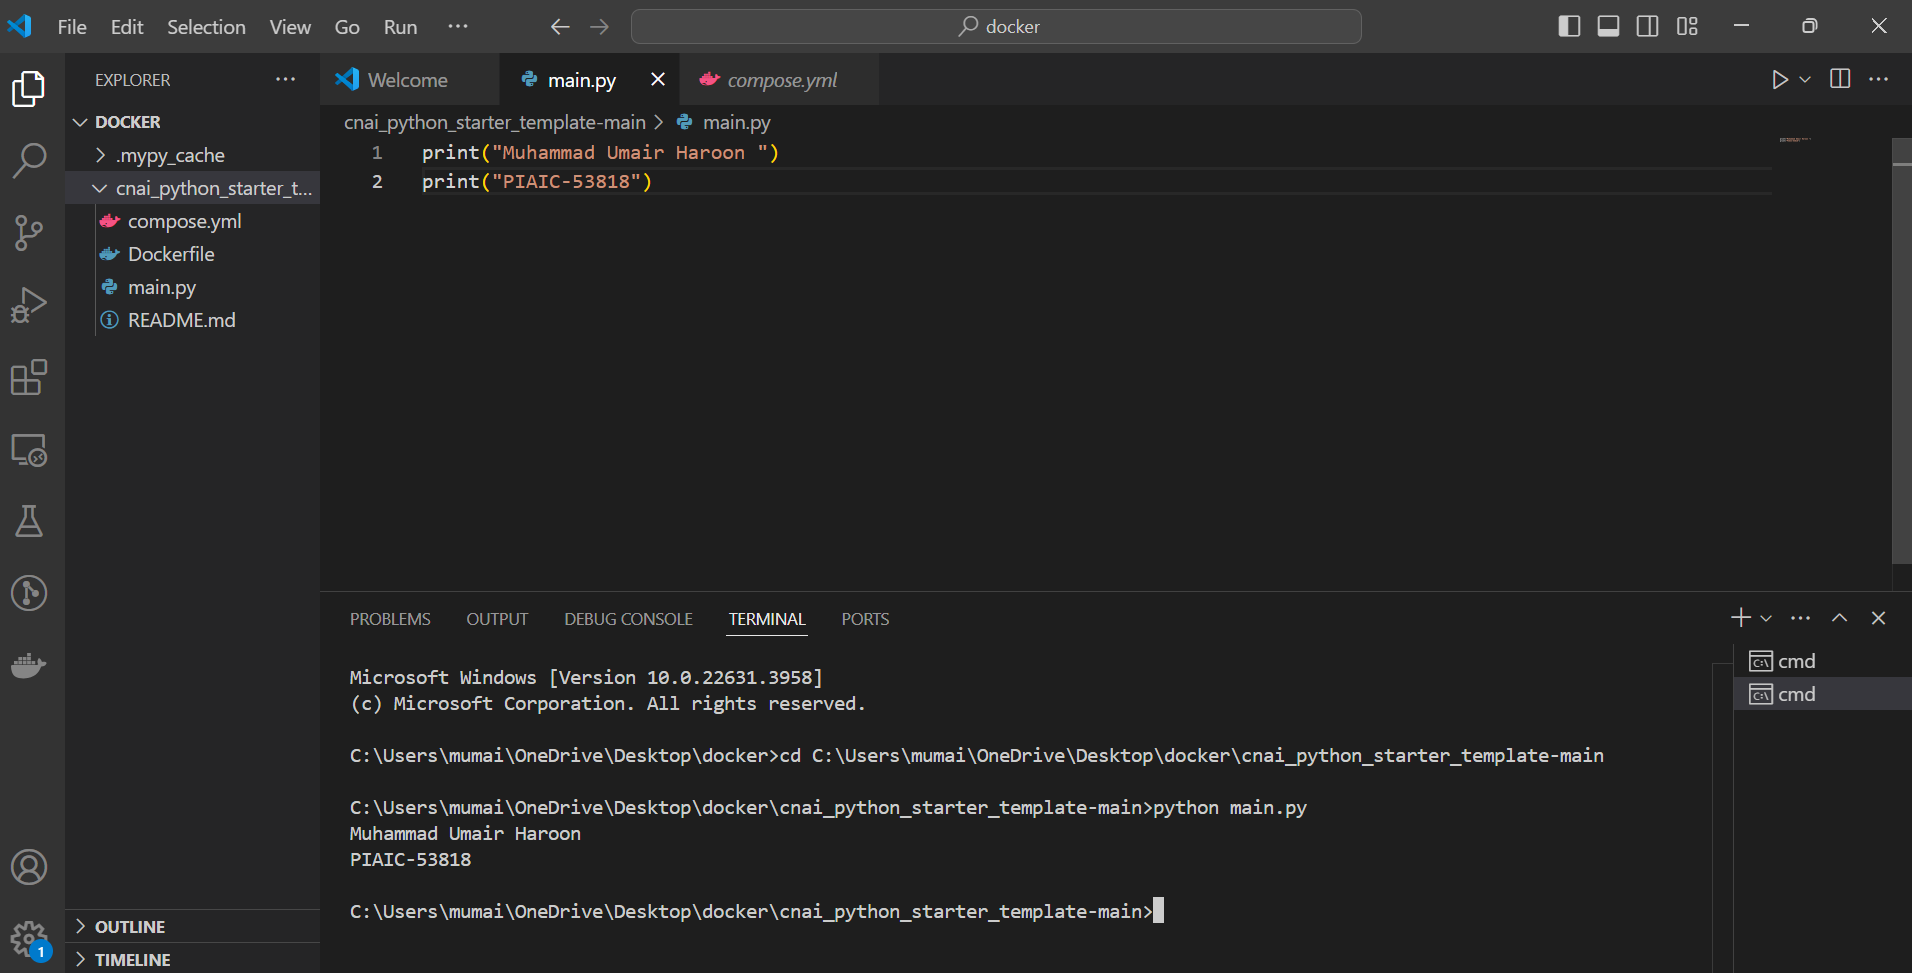 File Edit Selection View Go Run ···
docker
EXPLORER ···
DOCKER
.mypy_cache
cnai_python_starter_t...
compose.yml
Dockerfile
main.py
README.md
OUTLINE
TIMELINE
1
Welcome main.py compose.yml
cnai_python_starter_template-main > main.py
1 print("Muhammad Umair Haroon ")
2 print("PIAIC-53818")
PROBLEMS OUTPUT DEBUG CONSOLE TERMINAL PORTS
Microsoft Windows [Version 10.0.22631.3958]
(c) Microsoft Corporation. All rights reserved.
C:\Users\mumai\OneDrive\Desktop\docker>cd C:\Users\mumai\OneDrive\Desktop\docker\cnai_python_starter_template-main
C:\Users\mumai\OneDrive\Desktop\docker\cnai_python_starter_template-main>python main.py
Muhammad Umair Haroon
PIAIC-53818
C:\Users\mumai\OneDrive\Desktop\docker\cnai_python_starter_template-main>
cmd
cmd